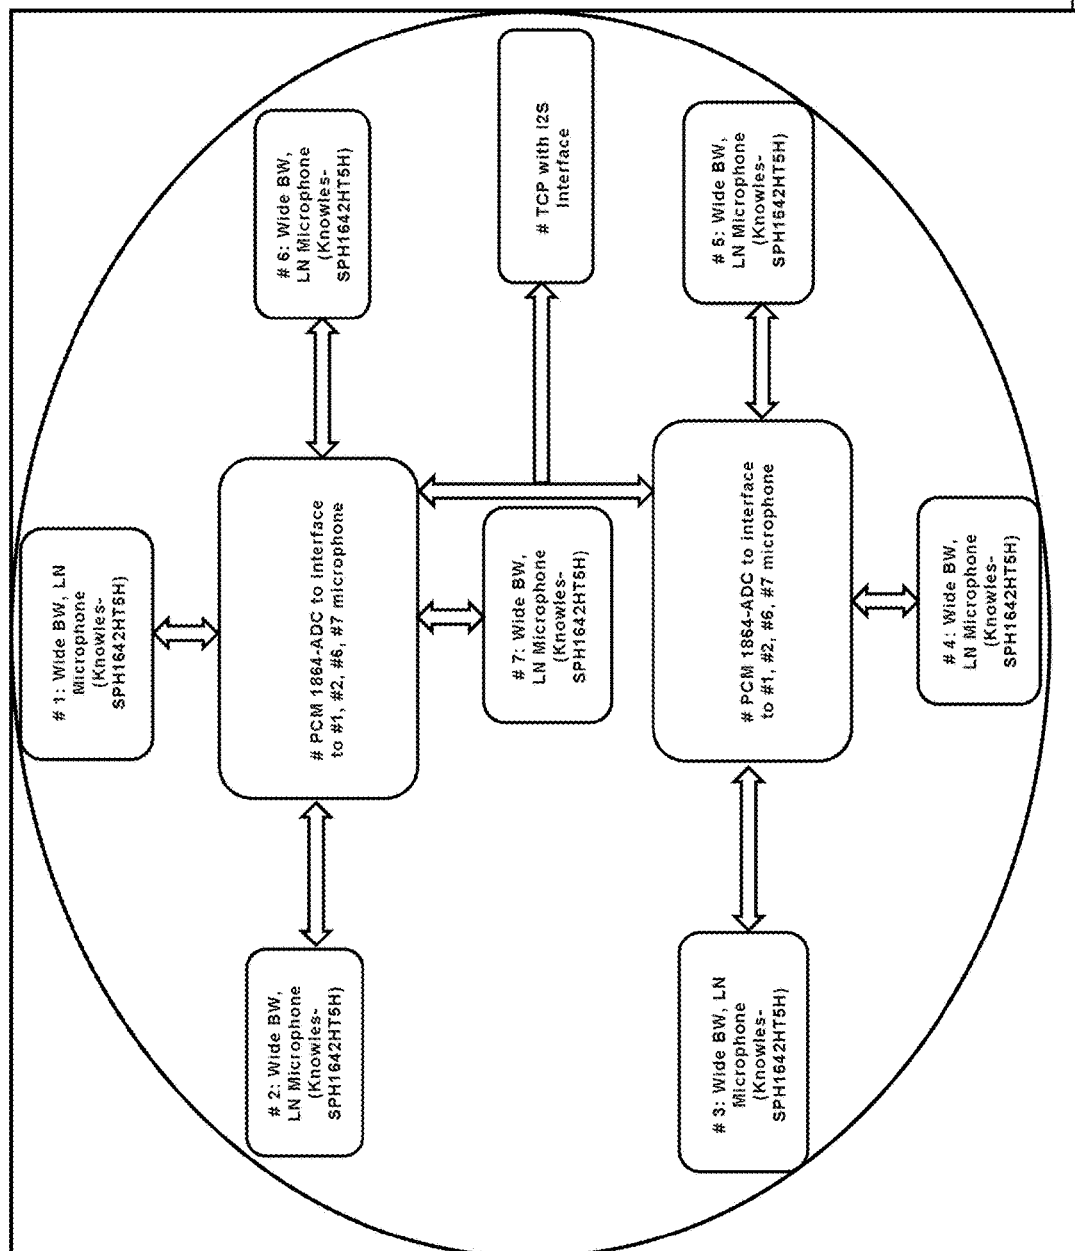 # 1: Wide BW, LN
Microphone
(Knowles-
SPH1642HT5H)
# 2: Wide BW,
LN Microphone
(Knowles-
SPH1642HT5H)
# PCM 1864-ADC to interface
to #1, #2, #6, #7 microphone
# 6: Wide BW,
LN Microphone
(Knowles-
SPH1642HT5H)
# 7: Wide BW,
LN Microphone
(Knowles-
SPH1642HT5H)
# TCP with I2S
Interface
# 3: Wide BW, LN
Microphone
(Knowles-
SPH1642HT5H)
# PCM 1864-ADC to interface
to #1, #2, #6, #7 microphone
# 5: Wide BW,
LN Microphone
(Knowles-
SPH1642HT5H)
# 4: Wide BW,
LN Microphone
(Knowles-
SPH1642HT5H)